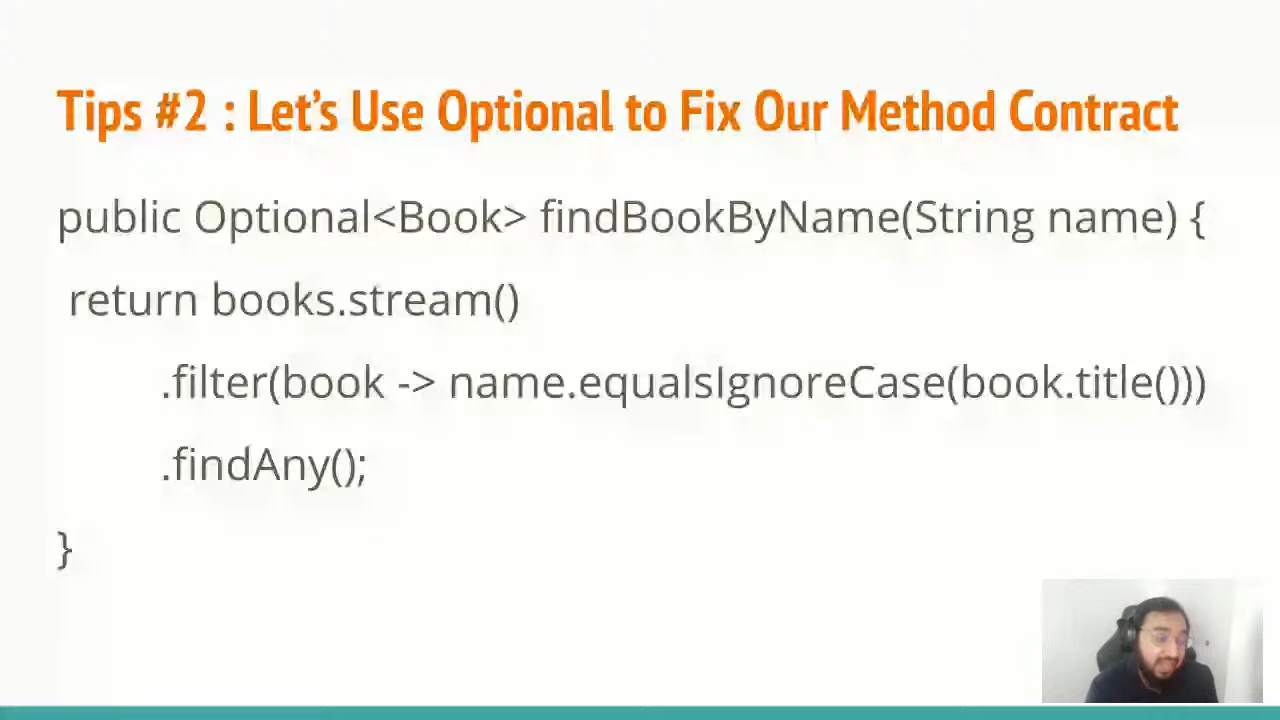 Tips #2 : Let’s Use Optional to Fix Our Method Contract
public Optional<Book> findBookByName(String name) {
return books.stream()
.filter(book -> name.equalsIgnoreCase(book.title()))
.findAny();
}